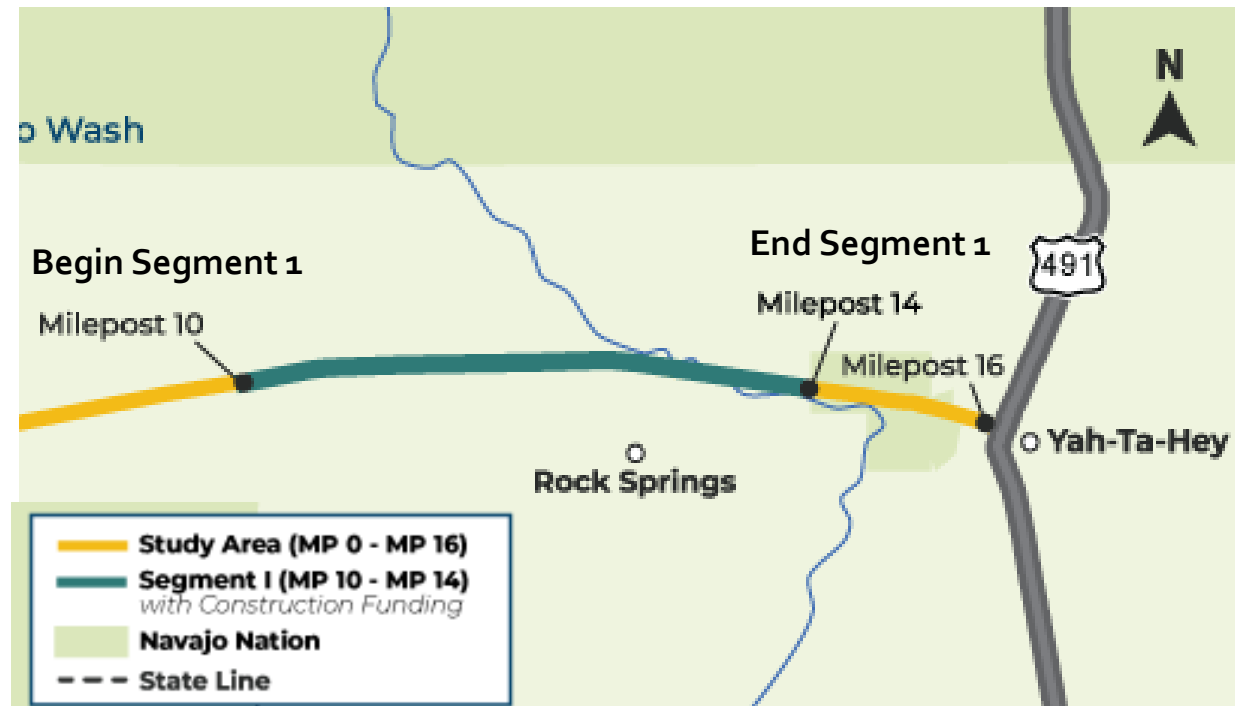 N
o Wash
Begin Segment 1
End Segment 1
491
Milepost 10
Milepost 14
Milepost 16
Yah-Ta-Hey
Rock Springs
Study Area (MP 0 - MP 16)
Segment I (MP 10 - MP 14)
with Construction Funding
Navajo Nation
State Line